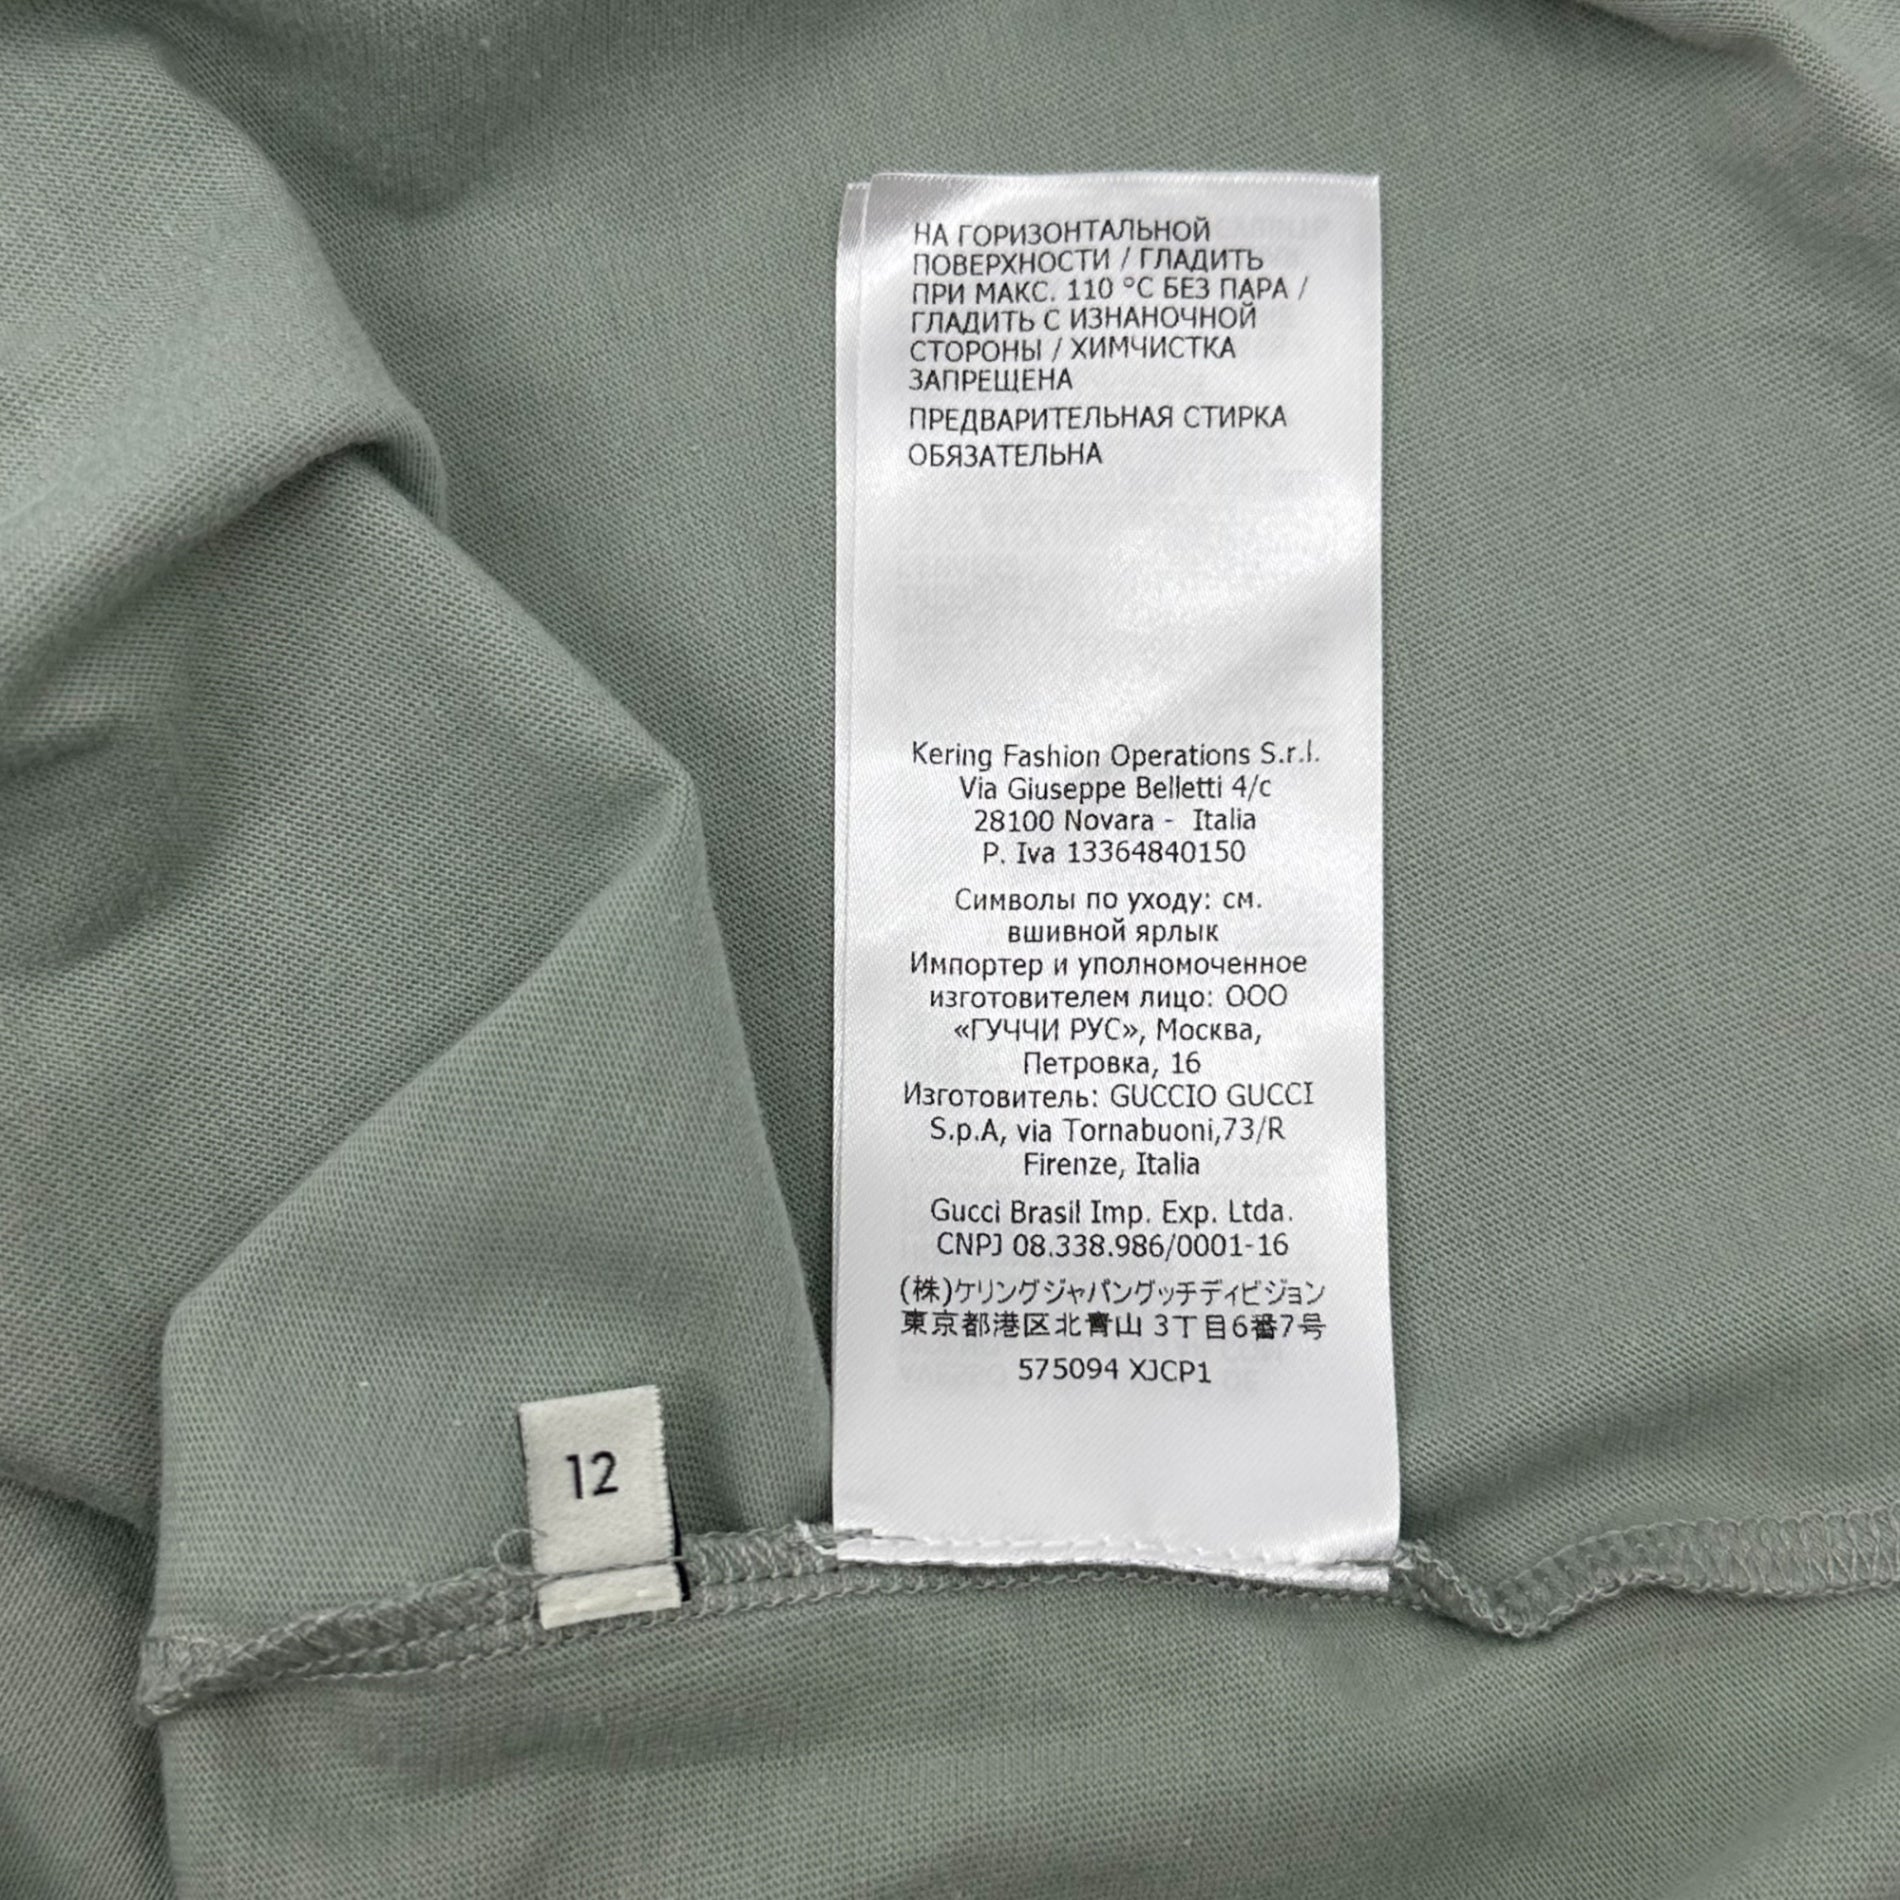 НА ГОРИЗОНТАЛЬНОЙ
ПОВЕРХНОСТИ / ГЛАДИТЬ
ПРИ МАКС. 110 °C БЕЗ ПАРА /
ГЛАДИТЬ С ИЗНАНОЧНОЙ
СТОРОНЫ / ХИМЧИСТКА
ЗАПРЕЩЕНА
ПРЕДВАРИТЕЛЬНАЯ СТИРКА
ОБЯЗАТЕЛЬНА
Kering Fashion Operations S.r.l.
Via Giuseppe Belletti 4/c
28100 Novara - Italia
P. Iva 13364840150
Символы по уходу: см.
вшивной ярлык
Импортер и уполномоченное
изготовителем лицо: ООО
«ГУЧЧИ РУС», Москва,
Петровка, 16
Изготовитель: GUCCIO GUCCI
S.p.A, via Tornabuoni,73/R
Firenze, Italia
Gucci Brasil Imp. Exp. Ltda.
CNPJ 08.338.986/0001-16
(株)ケリングジャパングッチディビジョン
東京都港区北青山 3丁目6番7号
575094 XJCP1
12